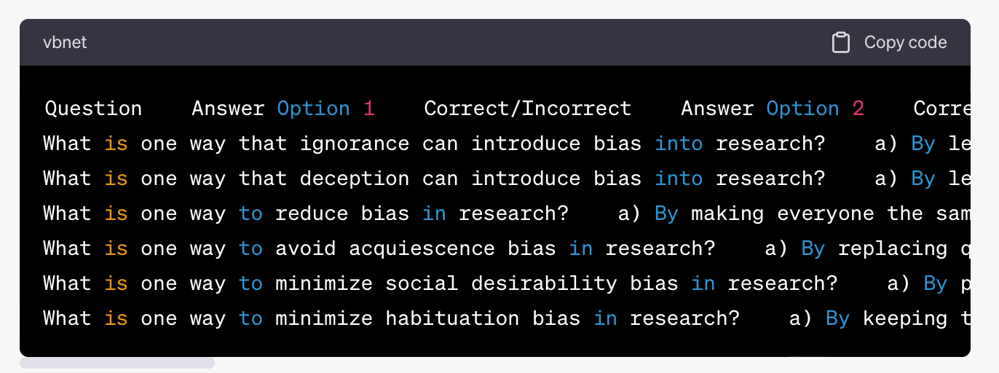 vbnet Copy code
Question Answer Option 1 Correct/Incorrect Answer Option 2 Corre
What is one way that ignorance can introduce bias into research? a) By le
What is one way that deception can introduce bias into research? a) By le
What is one way to reduce bias in research? a) By making everyone the sam
What is one way to avoid acquiescence bias in research? a) By replacing q
What is one way to minimize social desirability bias in research? a) By p
What is one way to minimize habituation bias in research? a) By keeping t